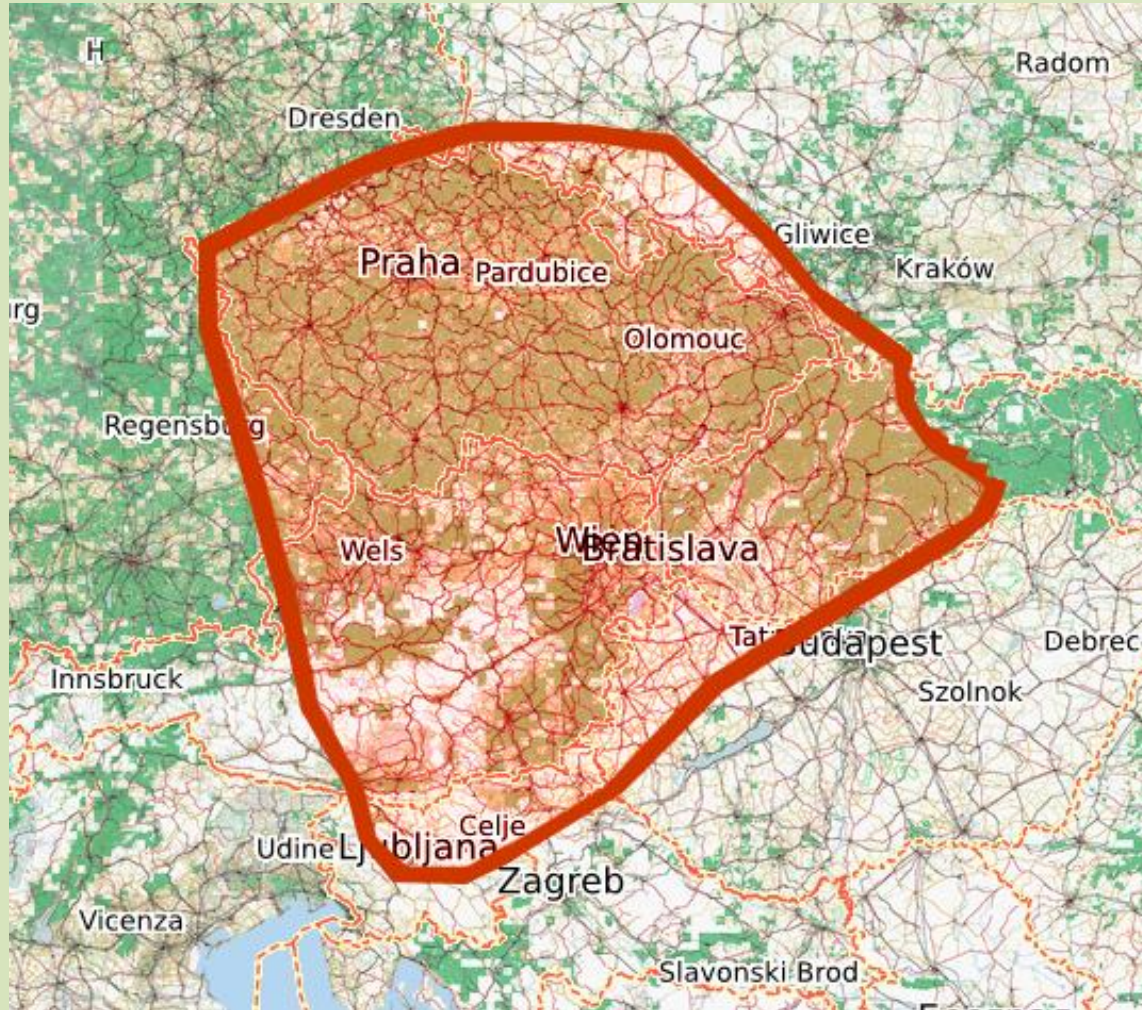 H
Radom
Dresden
Gliwice
Praha
Pardubice
Kraków
rg
Olomouc
Regensburg
Wien
Bratislava
Wels
Budapest
Debrec
Innsbruck
Szolnok
Celje
Udine
Ljubljana
Zagreb
Vicenza
Slavonski Brod